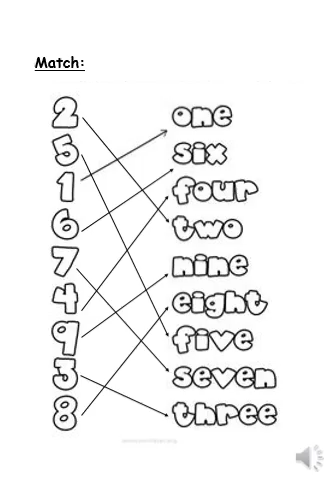 Match:
2 one
5 six
1 four
6 two
7 nine
4 eight
9 five
3 seven
8 three